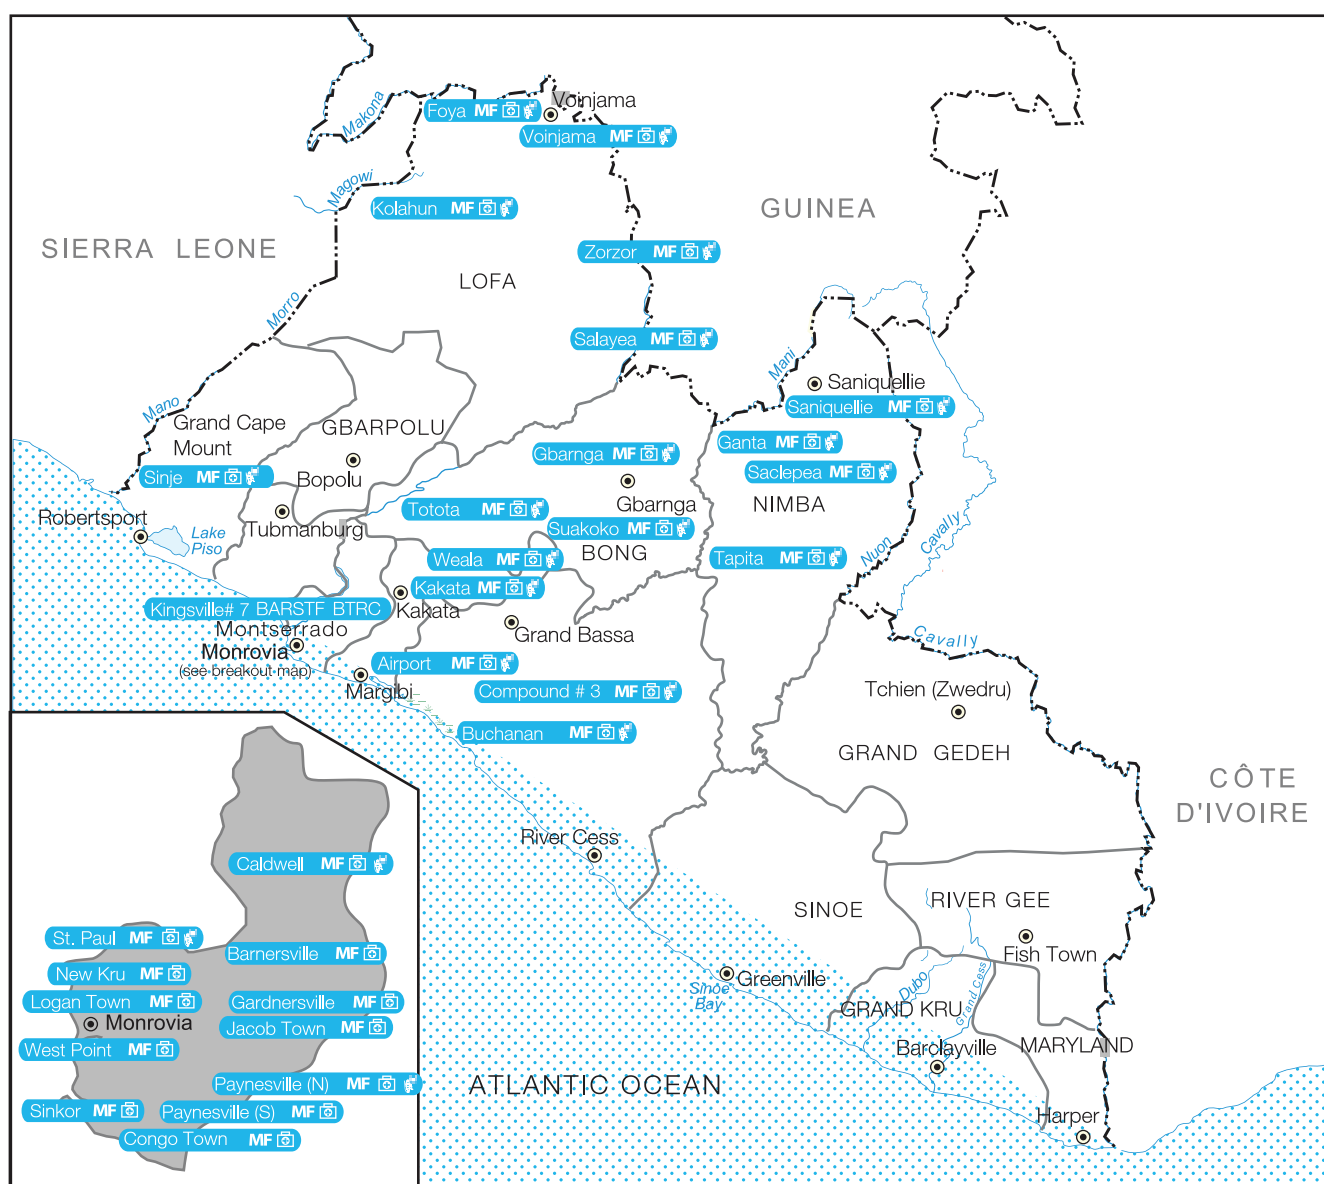 Makona
Foya MF
Voinjama
Voinjama MF
Magowi
Kolahun MF
GUINEA
SIERRA LEONE
Zorzor MF
LOFA
Morro
Salayea MF
Mani
Saniquellie
Saniquellie MF
Mano
Grand Cape
Mount
GBARPOLU
Ganta MF
Gbarnga MF
Saclepea MF
Sinje MF
Bopolu
Gbarnga
NIMBA
Totota MF
Robertsport
Lake
Piso
Tubmanburg
Suakoko MF
BONG
Cavally
Nuon
Weala MF
Tapita MF
Kakata MF
Kakata
Kingsville# 7 BARSTF BTRC
Montserrado
Monrovia
(see breakout map)
Grand Bassa
Cavally
Airport MF
Margibi
Compound # 3 MF
Tchien (Zwedru)
Buchanan MF
GRAND GEDEH
CÔTE
D'IVOIRE
River Cess
Caldwell MF
RIVER GEE
SINOE
St. Paul MF
Barnersville MF
Fish Town
New Kru MF
Greenville
Sinoe
Bay
Dubo
Grand Cess
Logan Town MF
Gardnersville MF
GRAND KRU
Monrovia
Jacob Town MF
West Point MF
Barclayville
MARYLAND
Paynesville (N) MF
ATLANTIC OCEAN
Sinkor MF
Paynesville (S) MF
Harper
Congo Town MF